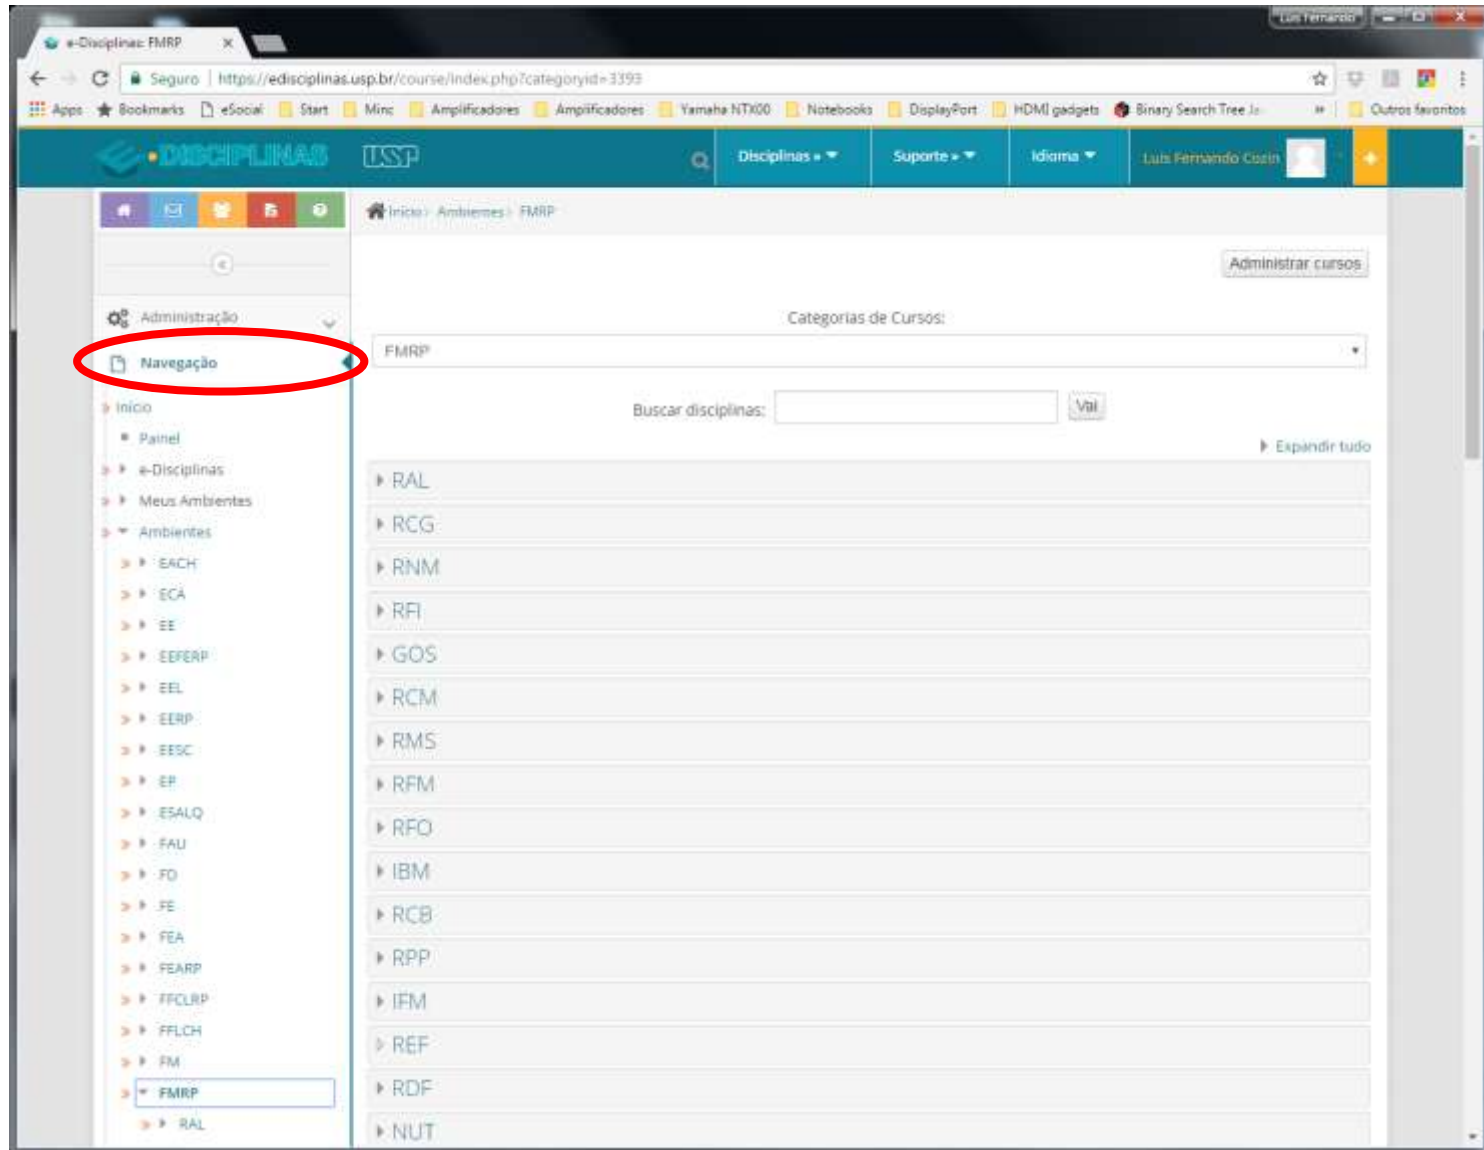 Luis Fernando
e-Disciplinas: FMRP
Seguro | https://edisciplinas.usp.br/course/index.php?categoryid=3393
Apps Bookmarks eSocial Start Minc Amplificadores Amplificadores Yamaha NTX00 Notebooks DisplayPort HDMI gadgets Binary Search Tree » Outros favoritos
e-DISCIPLINAS USP Disciplinas » Suporte » Idioma Luis Fernando Cozin
Início › Ambientes › FMRP
Administrar cursos
Administração
Categorias de Cursos:
Navegação
FMRP
Início
Buscar disciplinas: Vai
Painel
Expandir tudo
e-Disciplinas
RAL
Meus Ambientes
RCG
Ambientes
EACH
RNM
ECA
RFI
EE
EEFERP
GOS
EEL
RCM
EERP
RMS
EESC
EP
RFM
ESALQ
RFO
FAU
FD
IBM
FE
RCB
FEA
FEARP
RPP
FFCLRP
IFM
FFLCH
REF
FM
FMRP
RDF
RAL
NUT